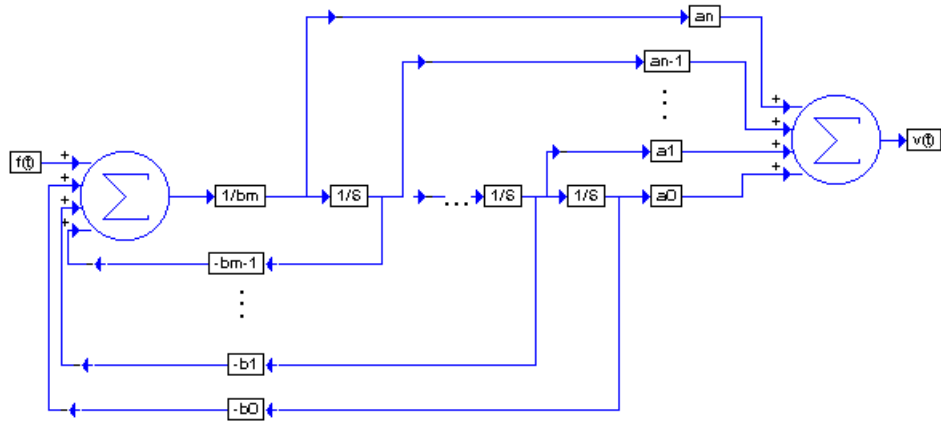 an
an-1
⋮
a1
f(t)
+
+
+
+
Σ
1/bm
1/S
...
1/S
1/S
a0
+
+
+
+
Σ
v(t)
-bm-1
⋮
-b1
-b0